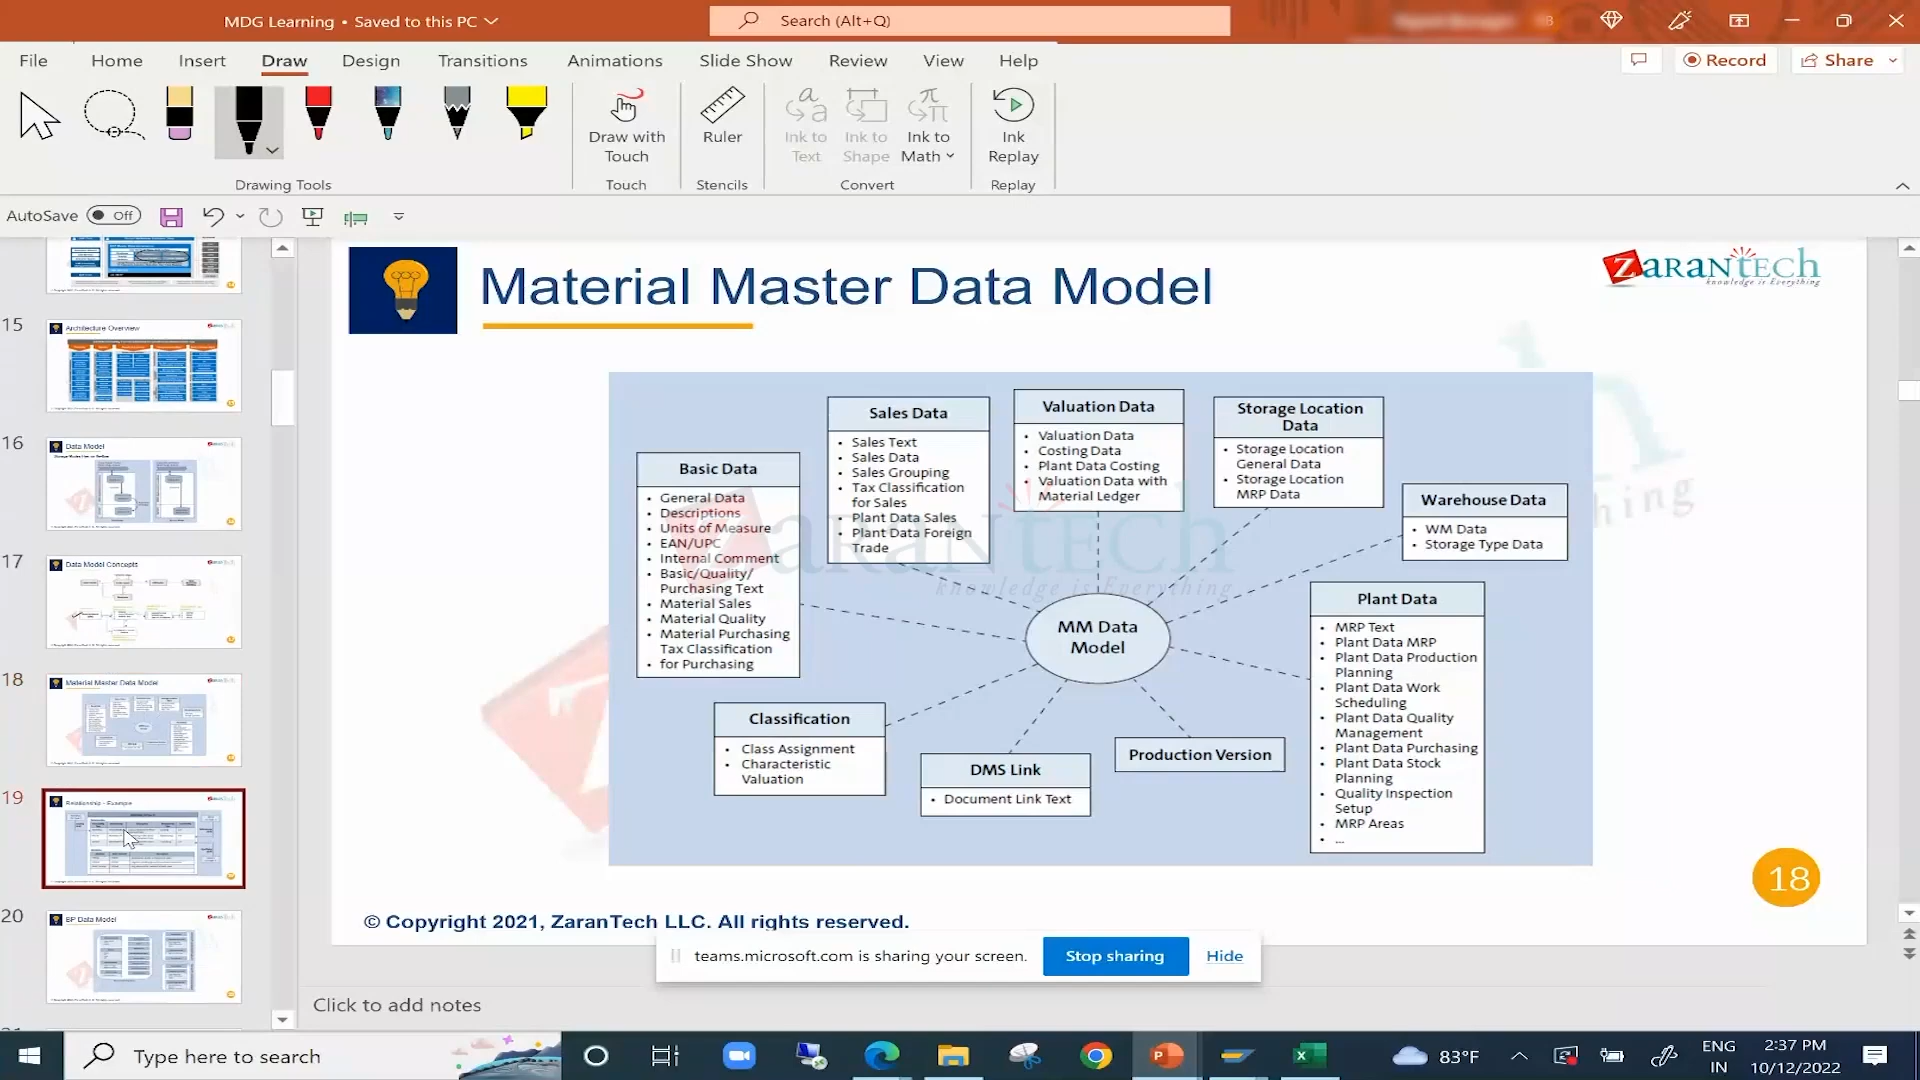 MDG Learning • Saved to this PC
Search (Alt+Q)
File Home Insert Draw Design Transitions Animations Slide Show Review View Help
Record
Share
Draw with Touch
Ruler
Ink to Text
Ink to Shape
Ink to Math
Ink Replay
Drawing Tools
Touch
Stencils
Convert
Replay
AutoSave Off
15
Architecture Overview
16
Data Model
17
Data Model Concepts
18
Material Master Data Model
19
Relationship - Example
20
BP Data Model
Material Master Data Model
ZARANTECH
knowledge is Everything
Basic Data
• General Data
• Descriptions
• Units of Measure
• EAN/UPC
• Internal Comment
• Basic/Quality/
Purchasing Text
• Material Sales
• Material Quality
• Material Purchasing
Tax Classification
• for Purchasing
Sales Data
• Sales Text
• Sales Data
• Sales Grouping
• Tax Classification
for Sales
• Plant Data Sales
• Plant Data Foreign
Trade
Valuation Data
• Valuation Data
• Costing Data
• Plant Data Costing
• Valuation Data with
Material Ledger
Storage Location
Data
• Storage Location
General Data
• Storage Location
MRP Data
Warehouse Data
• WM Data
• Storage Type Data
Plant Data
• MRP Text
• Plant Data MRP
• Plant Data Production
Planning
• Plant Data Work
Scheduling
• Plant Data Quality
Management
• Plant Data Purchasing
• Plant Data Stock
Planning
• Quality Inspection
Setup
• MRP Areas
• ...
MM Data
Model
Classification
• Class Assignment
• Characteristic
Valuation
DMS Link
• Document Link Text
Production Version
ZARANTECH
knowledge is Everything
18
© Copyright 2021, ZaranTech LLC. All rights reserved.
teams.microsoft.com is sharing your screen.
Stop sharing
Hide
Click to add notes
Type here to search
83°F
ENG
IN
2:37 PM
10/12/2022